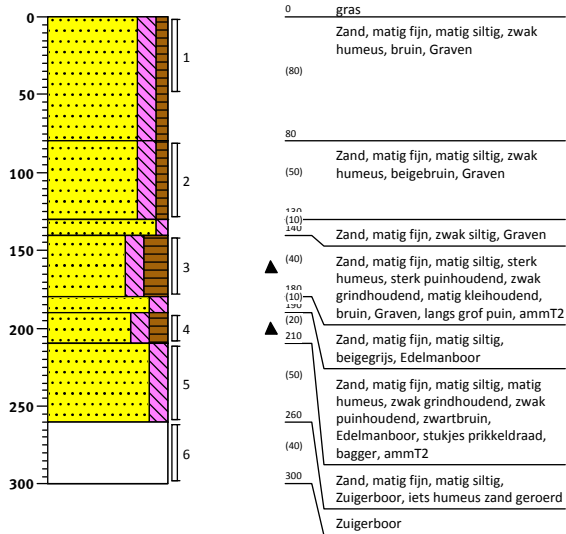 0
50
100
150
200
250
300
1
2
3
4
5
6
0 gras
Zand, matig fijn, matig siltig, zwak
humeus, bruin, Graven
(80)
80
Zand, matig fijn, matig siltig, zwak
humeus, beigebruin, Graven
(50)
130
(10)
140
Zand, matig fijn, zwak siltig, Graven
(40)
Zand, matig fijn, matig siltig, sterk
humeus, sterk puinhoudend, zwak
grindhoudend, matig kleihoudend,
bruin, Graven, langs grof puin, ammT2
180
(10)
190
Zand, matig fijn, matig siltig,
beigegrijs, Edelmanboor
(20)
210
Zand, matig fijn, matig siltig, matig
humeus, zwak grindhoudend, zwak
puinhoudend, zwartbruin,
Edelmanboor, stukjes prikkeldraad,
bagger, ammT2
(50)
260
Zand, matig fijn, matig siltig,
Zuigerboor, iets humeus zand geroerd
(40)
300
Zuigerboor